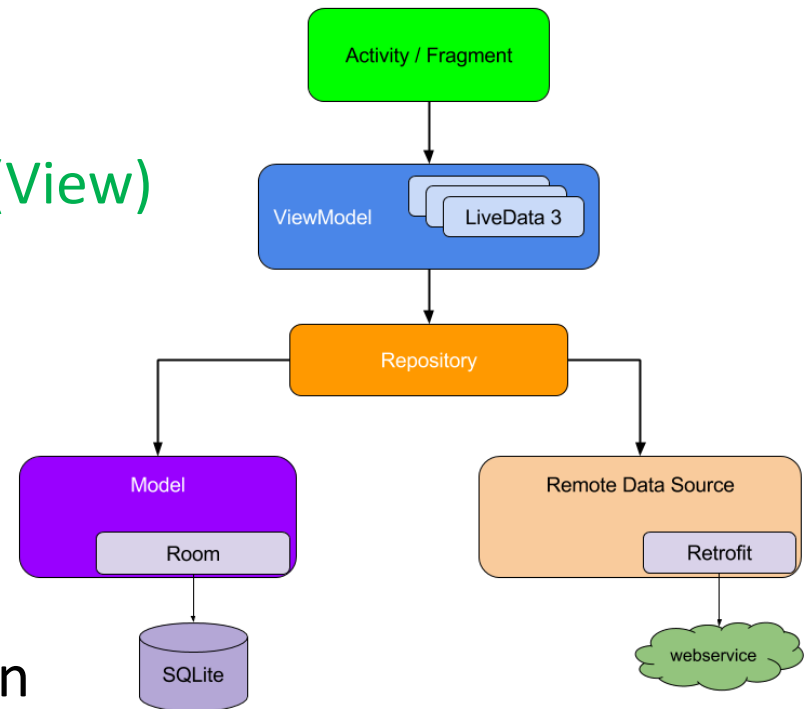 Activity / Fragment
(View)
ViewModel
LiveData 3
Repository
Model
Remote Data Source
Room
Retrofit
SQLite
webservice
n